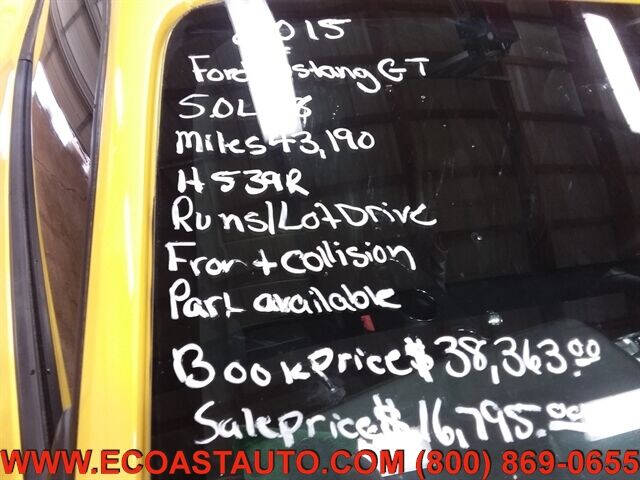 2015
Ford Mustang GT
5.0L V8
Miles 43,190
H539R
Runs/Lot Drive
Front collision
Part available
Book Price $38,363.00
Sale price $16,795.00
WWW.ECOASTAUTO.COM (800) 869-0655